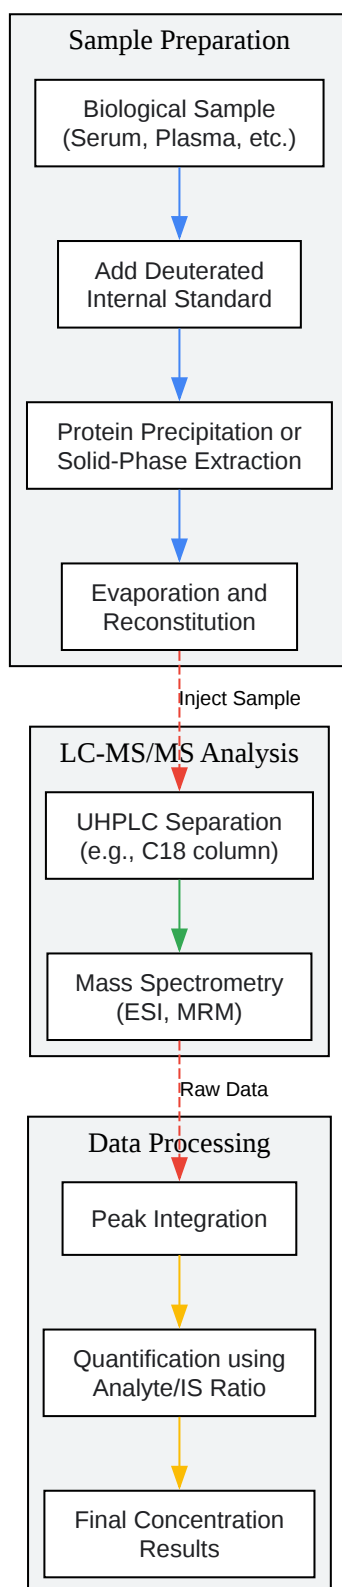 Sample Preparation
Biological Sample
(Serum, Plasma, etc.)
Add Deuterated
Internal Standard
Protein Precipitation or
Solid-Phase Extraction
Evaporation and
Reconstitution
Inject Sample
LC-MS/MS Analysis
UHPLC Separation
(e.g., C18 column)
Mass Spectrometry
(ESI, MRM)
Raw Data
Data Processing
Peak Integration
Quantification using
Analyte/IS Ratio
Final Concentration
Results